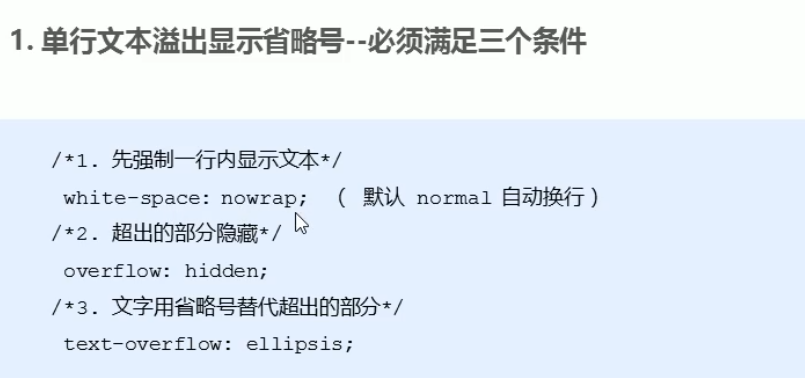 1. 单行文本溢出显示省略号--必须满足三个条件
/*1. 先强制一行内显示文本*/
white-space: nowrap; （ 默认 normal 自动换行）
/*2. 超出的部分隐藏*/
overflow: hidden;
/*3. 文字用省略号替代超出的部分*/
text-overflow: ellipsis;